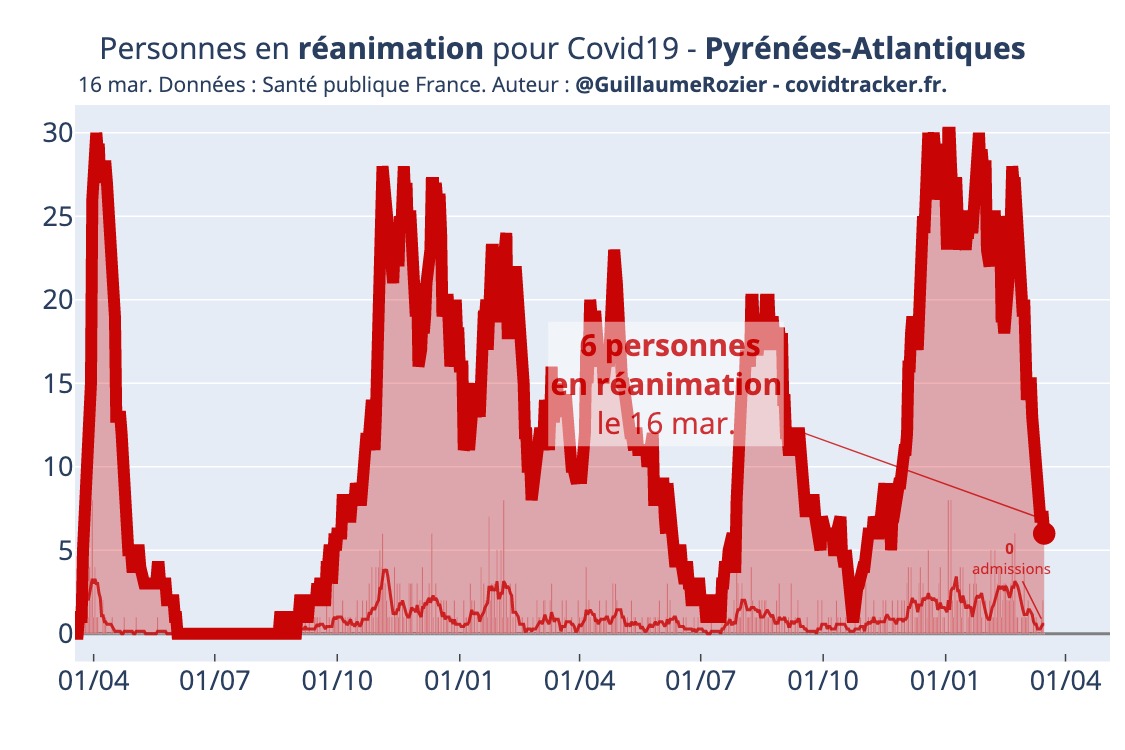 Personnes en réanimation pour Covid19 - Pyrénées-Atlantiques
16 mar. Données : Santé publique France. Auteur : @GuillaumeRozier - covidtracker.fr.
30
25
20
15
10
5
0
6 personnes
en réanimation
le 16 mar.
0
admissions
01/04
01/07
01/10
01/01
01/04
01/07
01/10
01/01
01/04